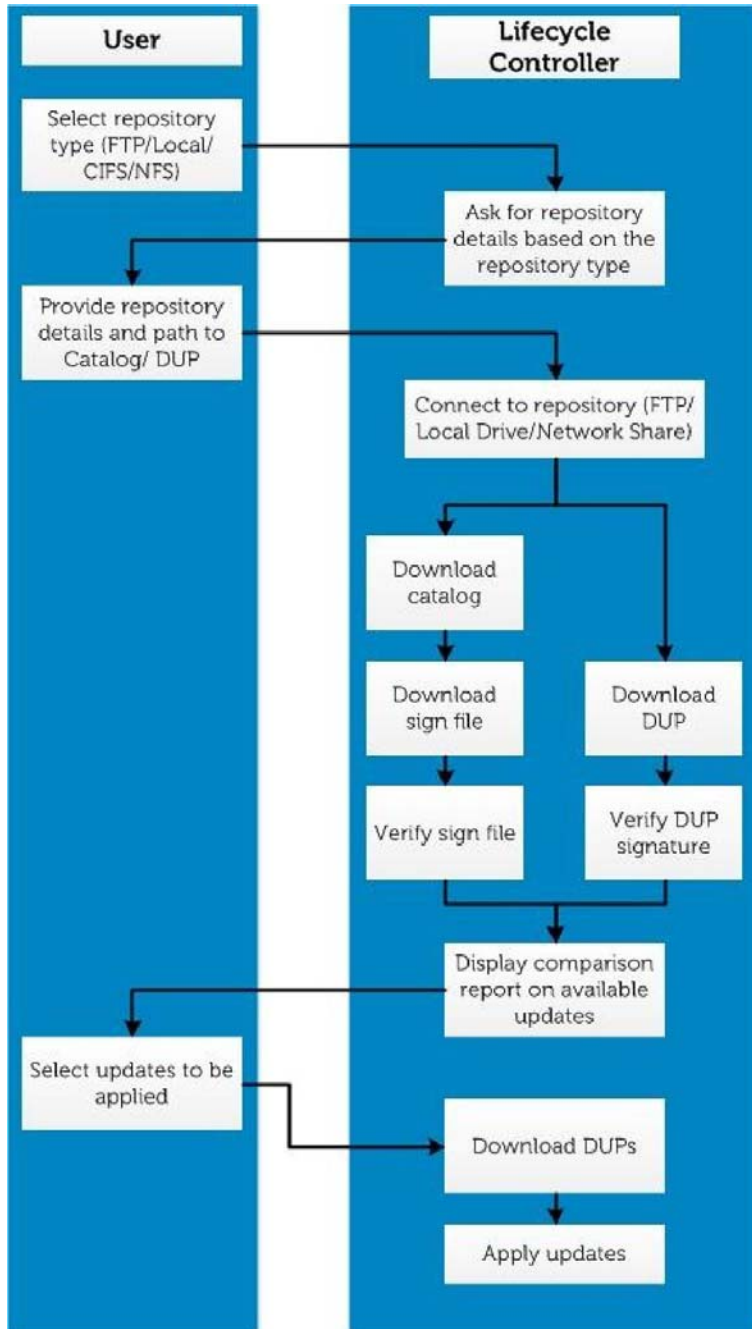 User
Lifecycle
Controller
Select repository
type (FTP/Local/
CIFS/NFS)
Ask for repository
details based on the
repository type
Provide repository
details and path to
Catalog/ DUP
Connect to repository (FTP/
Local Drive/Network Share)
Download
catalog
Download
sign file
Download
DUP
Verify sign file
Verify DUP
signature
Display comparison
report on available
updates
Select updates to be
applied
Download DUPs
Apply updates